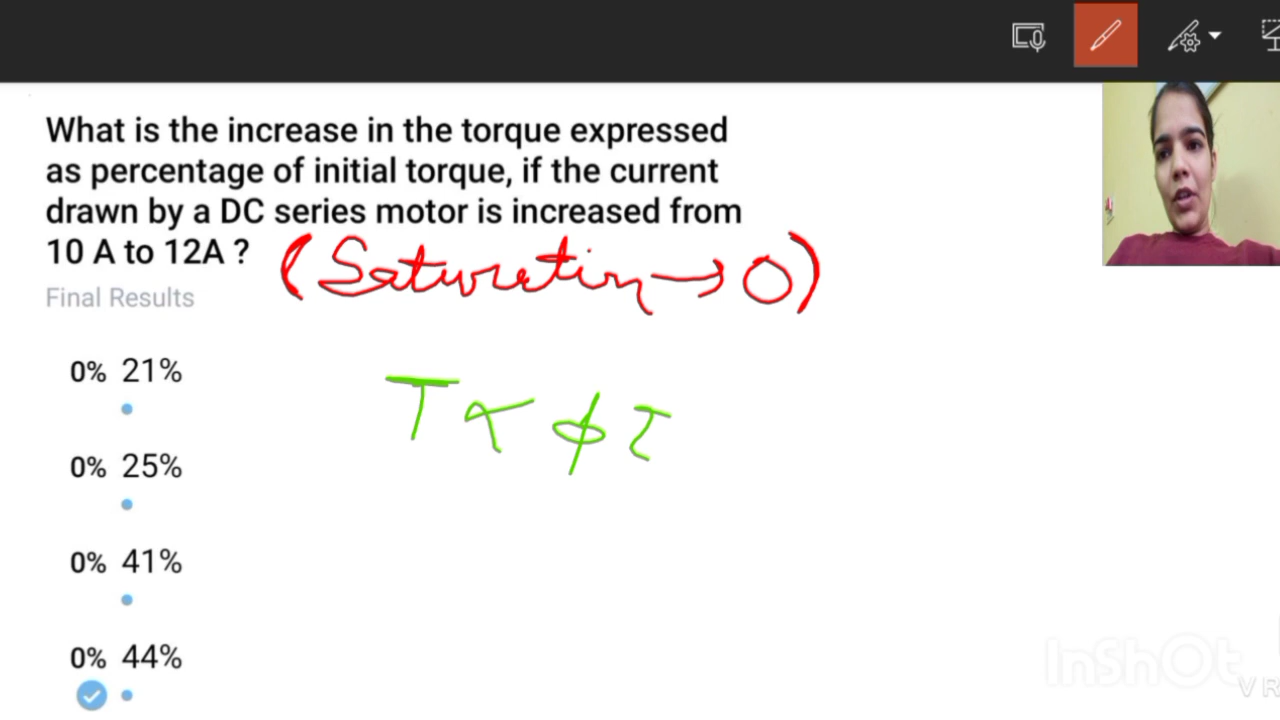 What is the increase in the torque expressed
as percentage of initial torque, if the current
drawn by a DC series motor is increased from
10 A to 12A ?
(Saturation → 0)
Final Results
0% 21%
T ∝ ϕ I
0% 25%
0% 41%
0% 44%
InShOt
V R